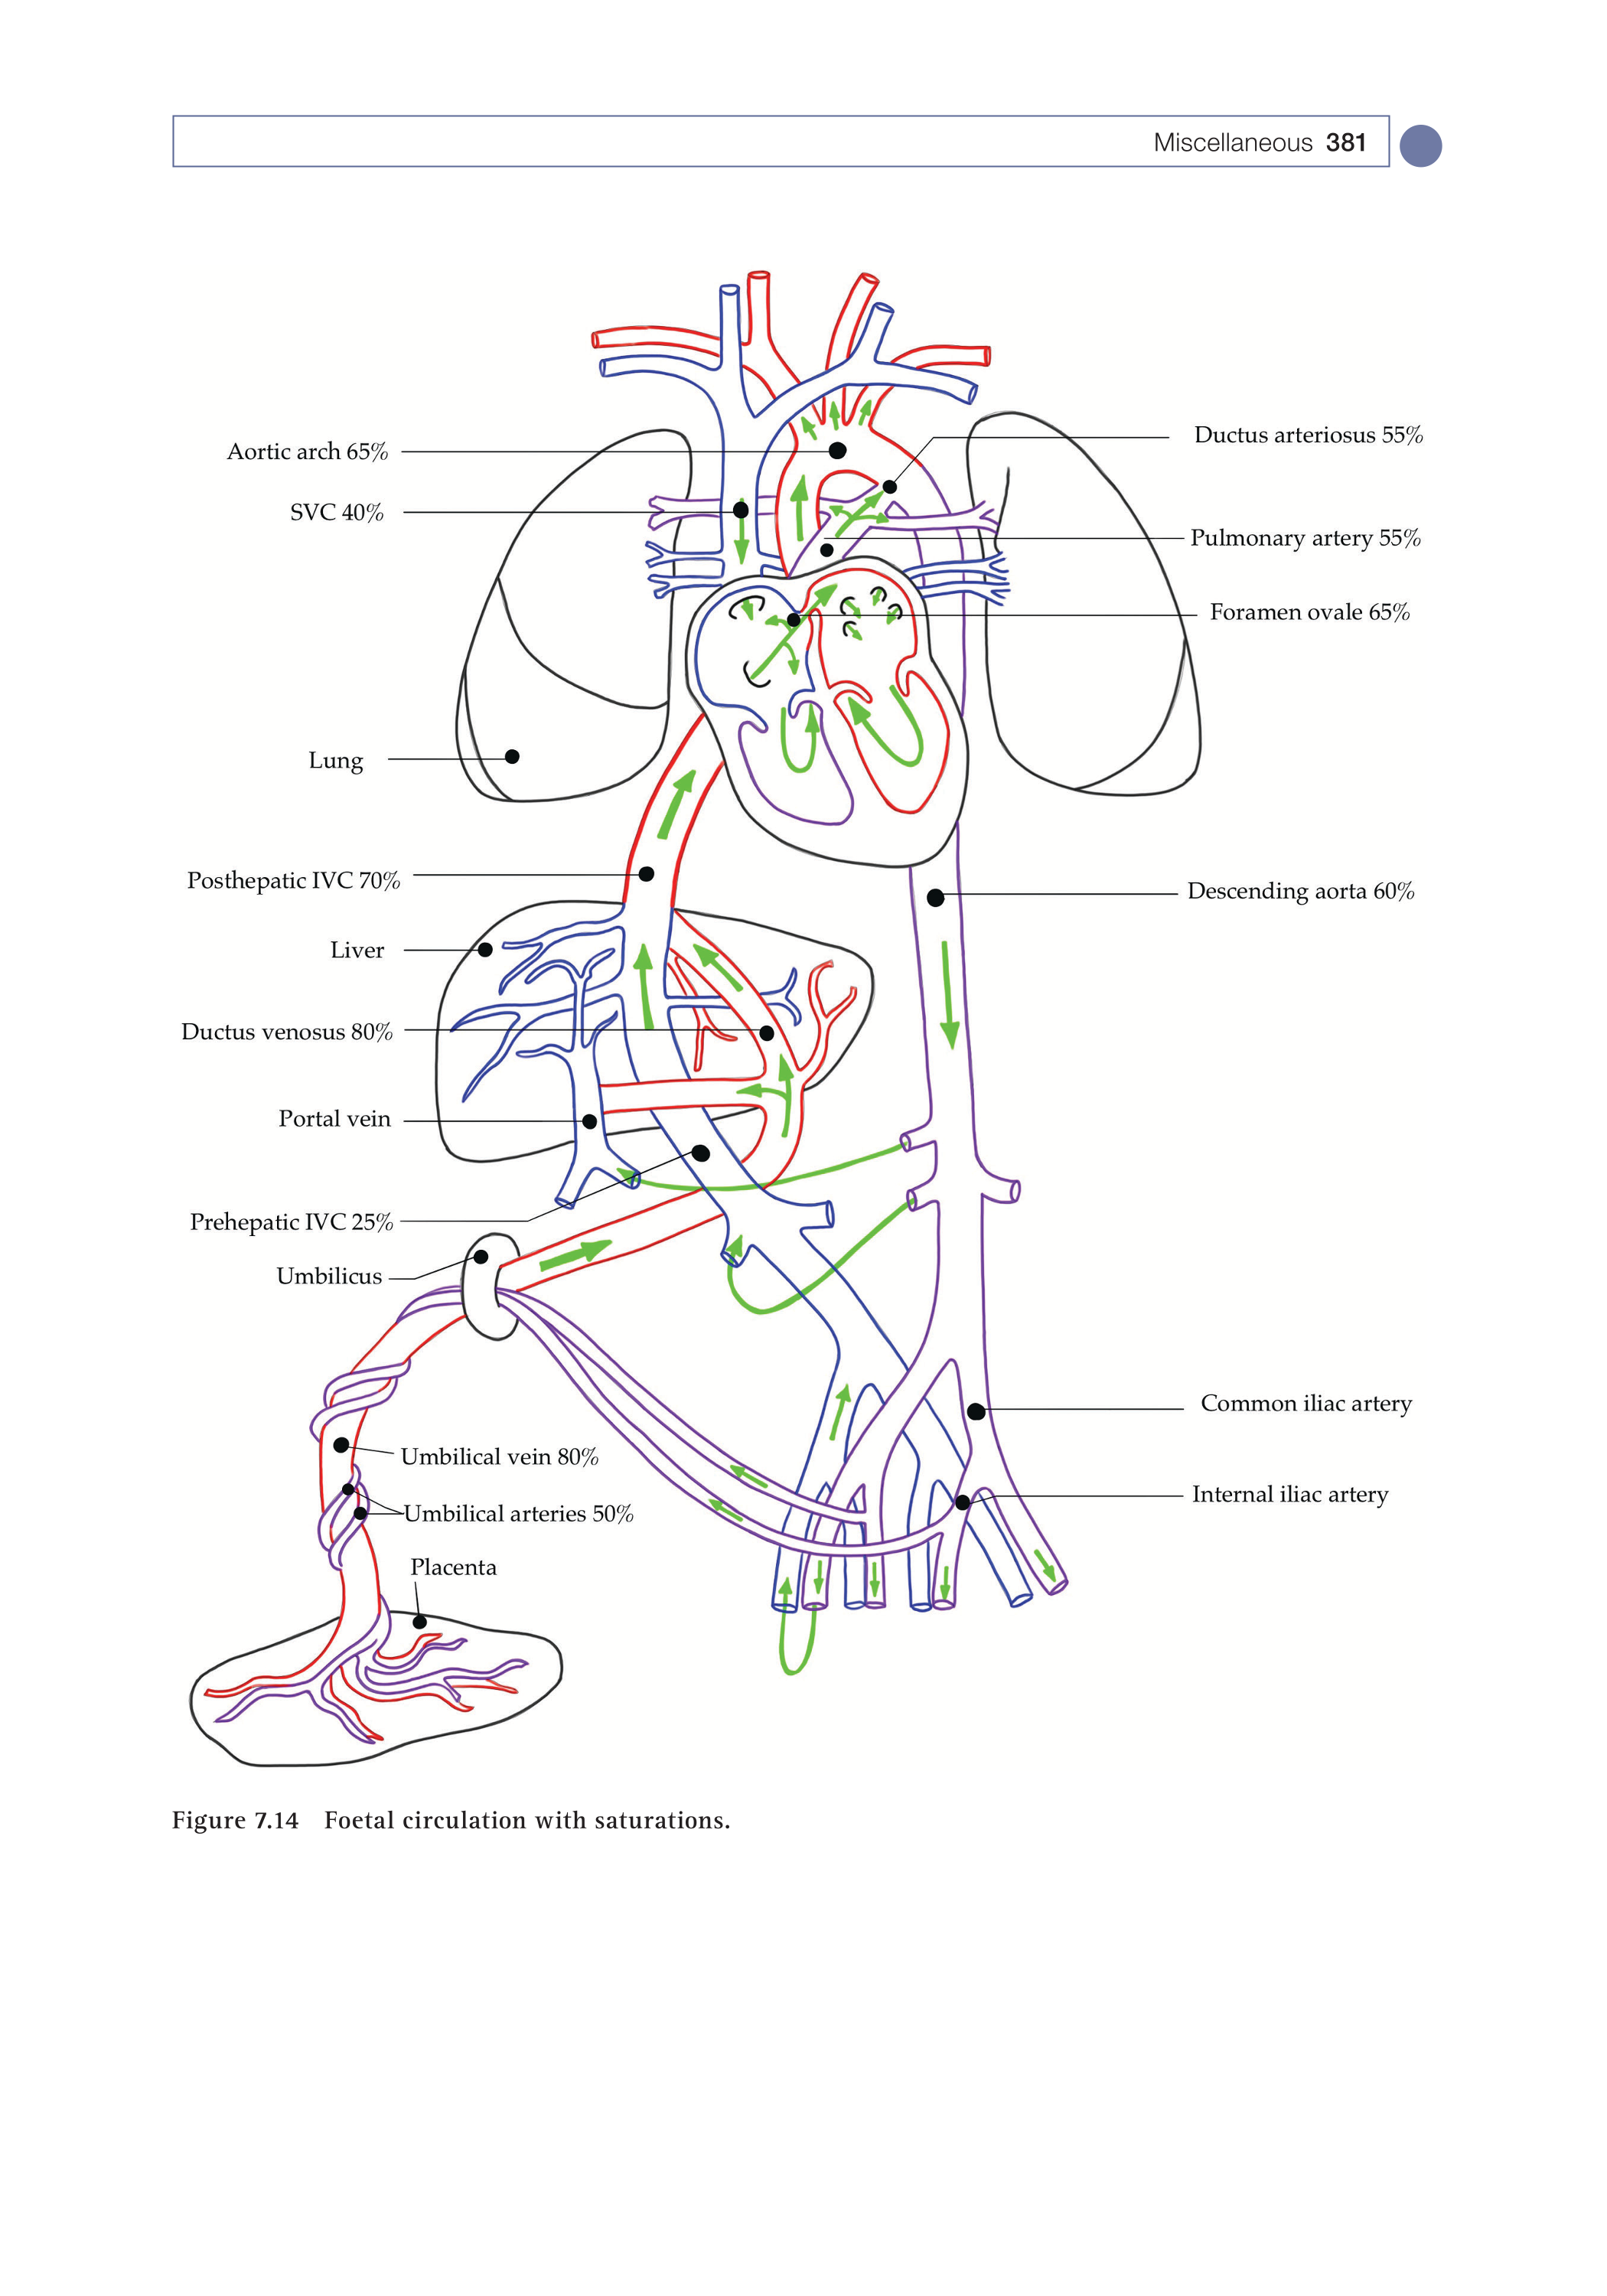 Miscellaneous 381
Aortic arch 65%
Ductus arteriosus 55%
SVC 40%
Pulmonary artery 55%
Foramen ovale 65%
Lung
Posthepatic IVC 70%
Descending aorta 60%
Liver
Ductus venosus 80%
Portal vein
Prehepatic IVC 25%
Umbilicus
Common iliac artery
Umbilical vein 80%
Internal iliac artery
Umbilical arteries 50%
Placenta
Figure 7.14 Foetal circulation with saturations.